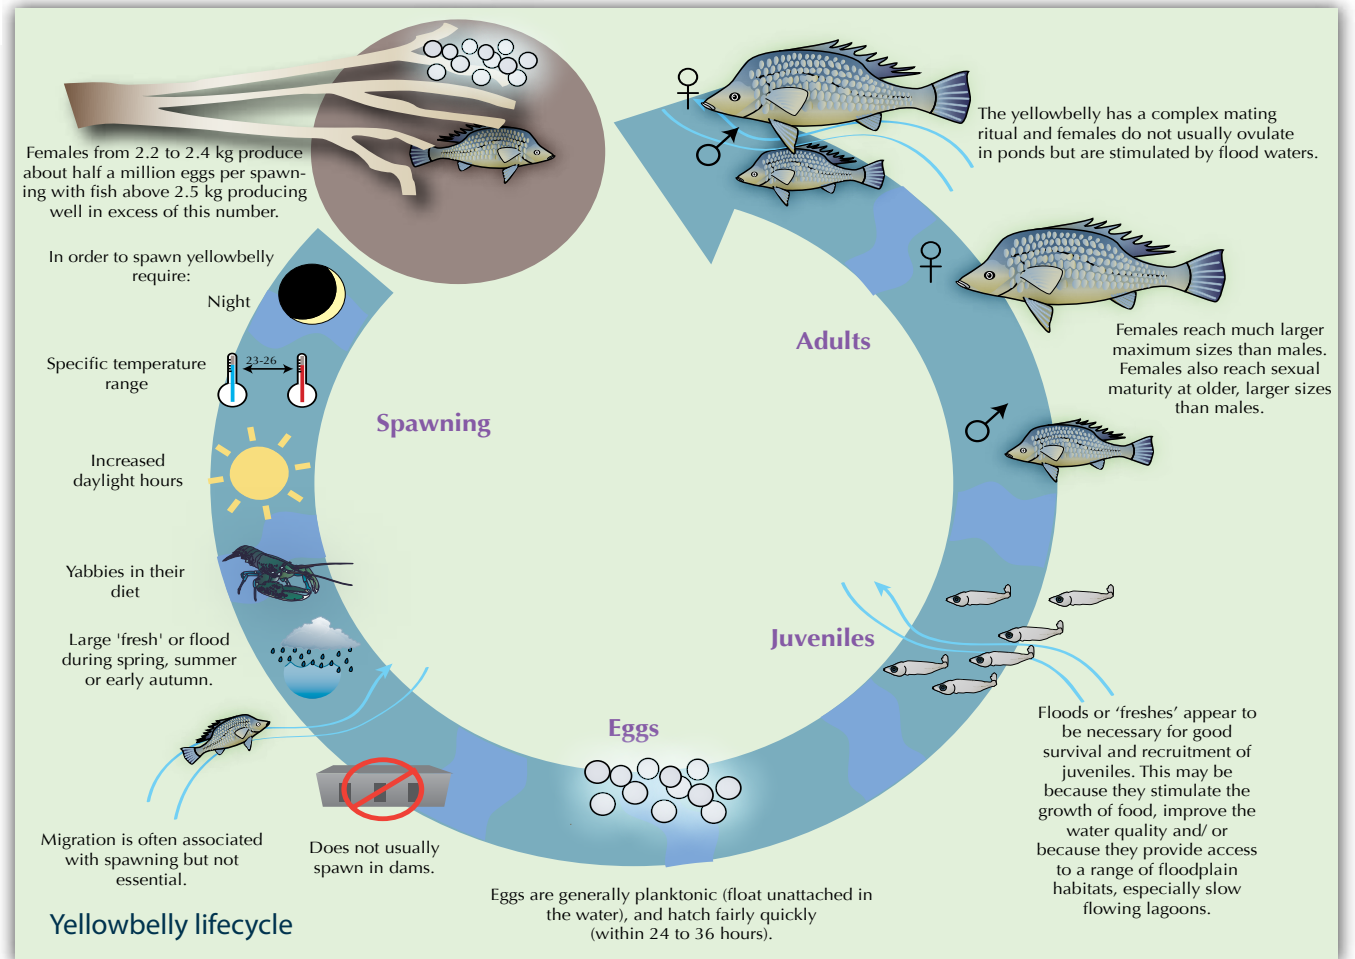 Females from 2.2 to 2.4 kg produce
about half a million eggs per spawn-
ing with fish above 2.5 kg producing
well in excess of this number.
In order to spawn yellowbelly
require:
Night
Specific temperature
range
23-26
Increased
daylight hours
Yabbies in their
diet
Large 'fresh' or flood
during spring, summer
or early autumn.
Migration is often associated
with spawning but not
essential.
Does not usually
spawn in dams.
Spawning
Eggs
Eggs are generally planktonic (float unattached in
the water), and hatch fairly quickly
(within 24 to 36 hours).
Juveniles
Floods or ‘freshes’ appear to
be necessary for good
survival and recruitment of
juveniles. This may be
because they stimulate the
growth of food, improve the
water quality and/ or
because they provide access
to a range of floodplain
habitats, especially slow
flowing lagoons.
Adults
Females reach much larger
maximum sizes than males.
Females also reach sexual
maturity at older, larger sizes
than males.
The yellowbelly has a complex mating
ritual and females do not usually ovulate
in ponds but are stimulated by flood waters.
Yellowbelly lifecycle